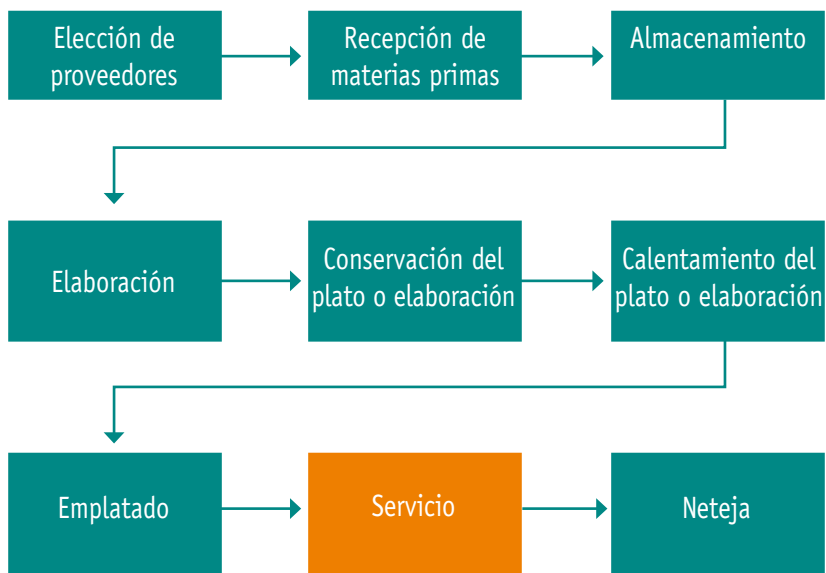 Elección de
proveedores
Recepción de
materias primas
Almacenamiento
Elaboración
Conservación del
plato o elaboración
Calentamiento del
plato o elaboración
Emplatado
Servicio
Neteja